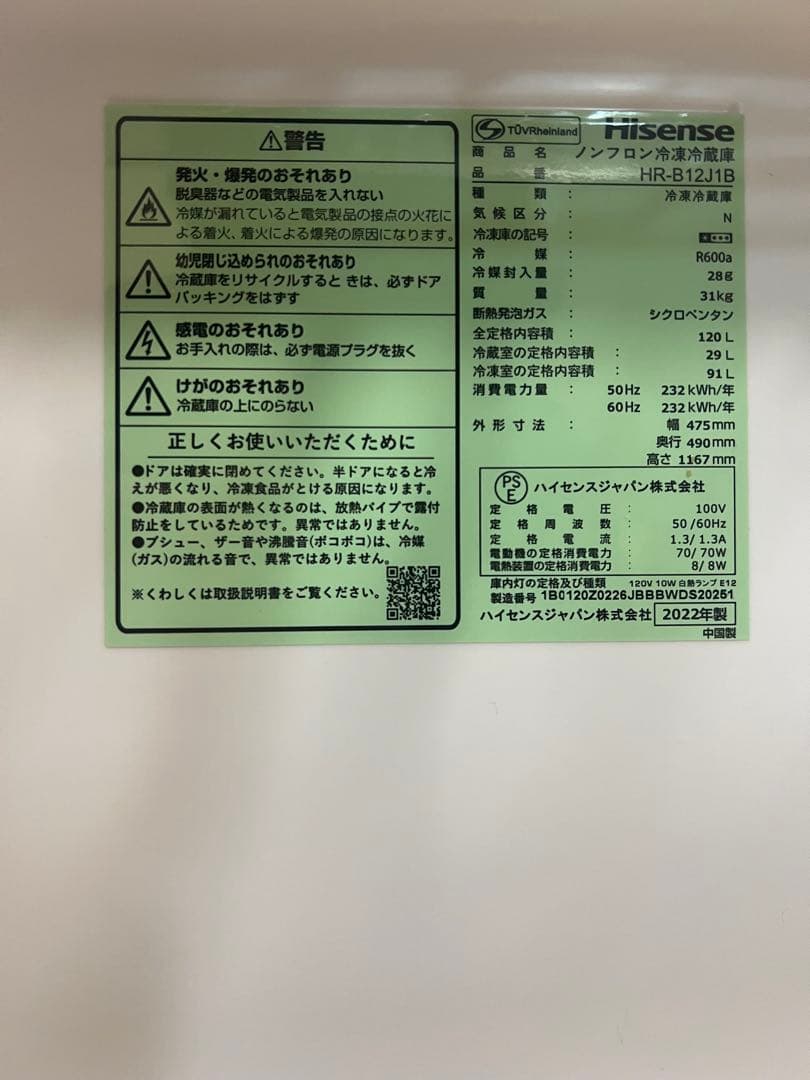 ⚠警告
発火・爆発のおそれあり
脱臭器などの電気製品を入れない
冷媒が漏れていると電気製品の接点の火花に
よる着火、着火による爆発の原因になります。
幼児閉じ込められのおそれあり
冷蔵庫をリサイクルすると きは、必ずドア
パッキングをはずす
感電のおそれあり
お手入れの際は、必ず電源プラグを抜く
けがのおそれあり
冷蔵庫の上にのらない
正しくお使いいただくために
●ドアは確実に閉めてください。半ドアになると冷
えが悪くなり、冷凍食品がとける原因になります。
●冷蔵庫の表面が熱くなるのは、放熱パイプで露付
防止をしているためです。異常ではありません。
●ブシュー、ザー音や沸騰音(ボコボコ)は、冷媒
(ガス)の流れる音で、異常ではありません。
※くわしくは取扱説明書をご覧ください。
TÜVRheinland Hisense
商品名 ノンフロン冷凍冷蔵庫
品番 HR-B12J1B
種類 : 冷凍冷蔵庫
気候区分 : N
冷凍庫の記号 :
冷媒 : R600a
冷媒封入量 : 28g
質量 : 31kg
断熱発泡ガス : シクロペンタン
全定格内容積 : 120 L
冷蔵室の定格内容積 : 29 L
冷凍室の定格内容積 : 91 L
消費電力量 : 50Hz 232 kWh/年
60Hz 232 kWh/年
外形寸法 : 幅 475mm
奥行 490mm
高さ 1167mm
PSE ハイセンスジャパン株式会社
定格電圧 : 100V
定格周波数 : 50/60Hz
定格電流 : 1.3/1.3A
電動機の定格消費電力 : 70/70W
電熱装置の定格消費電力 : 8/8W
庫内灯の定格及び種類 120V 10W 白熱ランプ E12
製造番号 1B0120Z0226JBBBWDS20251
ハイセンスジャパン株式会社 2022年製
中国製